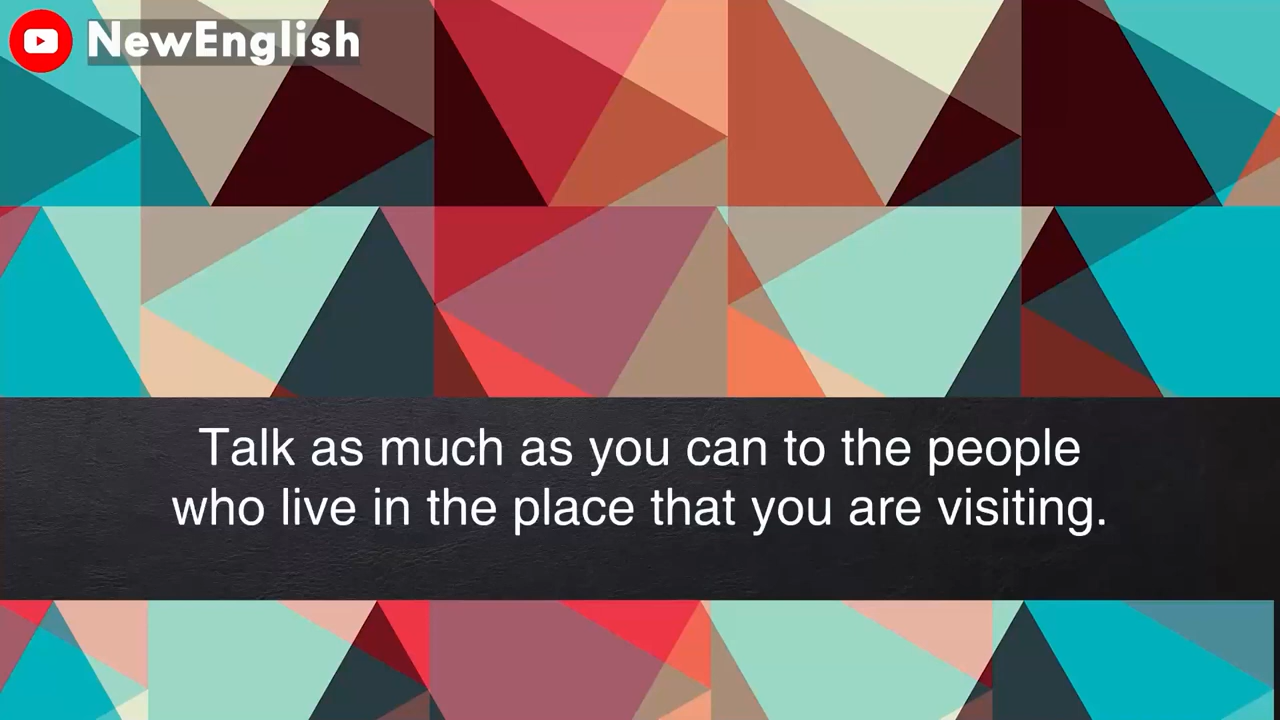 NewEnglish
Talk as much as you can to the people
who live in the place that you are visiting.